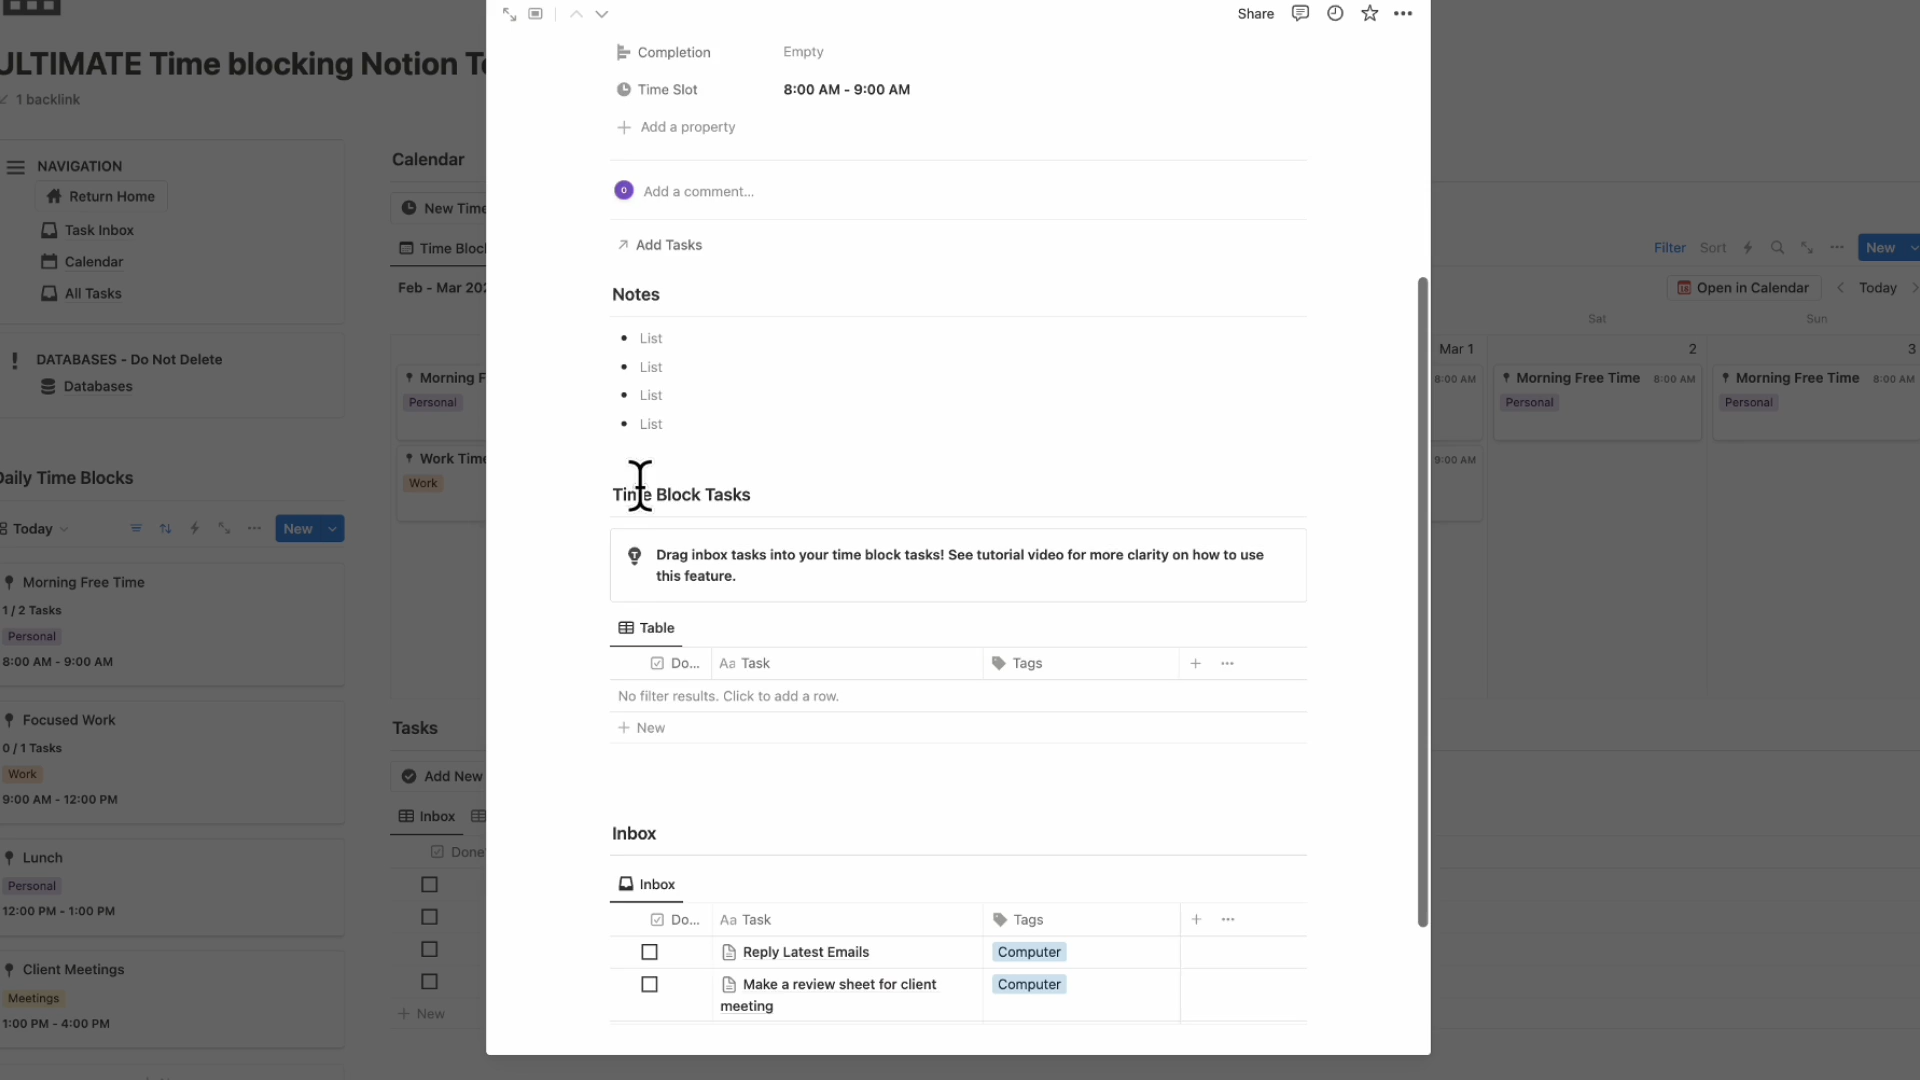 ULTIMATE Time blocking Notion Te
1 backlink
NAVIGATION
Return Home
Task Inbox
Calendar
All Tasks
DATABASES - Do Not Delete
Databases
Daily Time Blocks
Today
New
Morning Free Time
1 / 2 Tasks
Personal
8:00 AM - 9:00 AM
Focused Work
0 / 1 Tasks
Work
9:00 AM - 12:00 PM
Lunch
Personal
12:00 PM - 1:00 PM
Client Meetings
Meetings
1:00 PM - 4:00 PM
Calendar
New Time
Time Bloc
Feb - Mar 202
Morning F
Personal
Work Time
Work
Tasks
Add New
Inbox
Done
New
Share
Completion Empty
Time Slot 8:00 AM - 9:00 AM
Add a property
Add a comment...
Add Tasks
Notes
• List
• List
• List
• List
Time Block Tasks
Drag inbox tasks into your time block tasks! See tutorial video for more clarity on how to use
this feature.
Table
Do... Aa Task Tags
No filter results. Click to add a row.
+ New
Inbox
Inbox
Do... Aa Task Tags
Reply Latest Emails Computer
Make a review sheet for client Computer
meeting
Filter Sort New
Open in Calendar Today
Sat Sun
Mar 1 2 3
8:00 AM Morning Free Time 8:00 AM Morning Free Time 8:00 AM
Personal Personal
9:00 AM